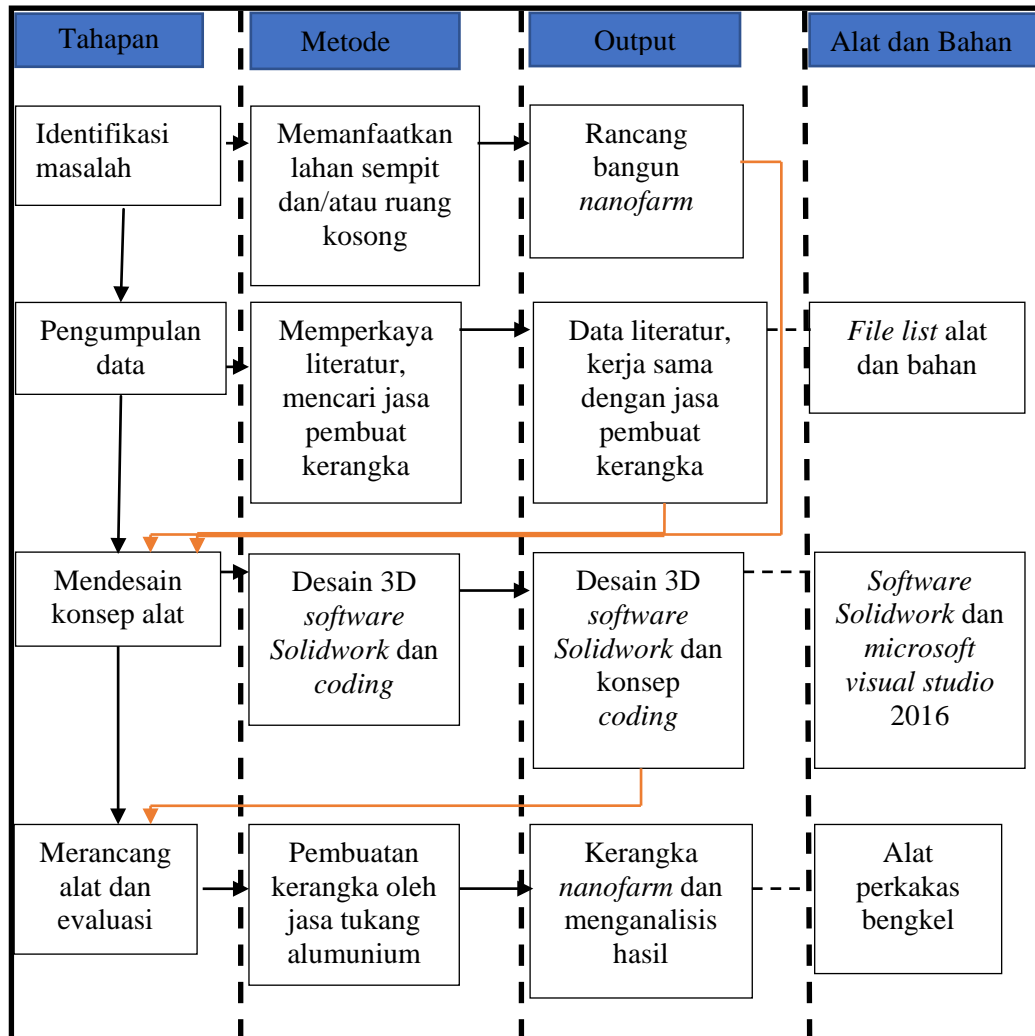 Tahapan
Metode
Output
Alat dan Bahan
Identifikasi
masalah
Memanfaatkan
lahan sempit
dan/atau ruang
kosong
Rancang
bangun
nanofarm
Pengumpulan
data
Memperkaya
literatur,
mencari jasa
pembuat
kerangka
Data literatur,
kerja sama
dengan jasa
pembuat
kerangka
File list alat
dan bahan
Mendesain
konsep alat
Desain 3D
software
Solidwork dan
coding
Desain 3D
software
Solidwork dan
konsep
coding
Software
Solidwork dan
microsoft
visual studio
2016
Merancang
alat dan
evaluasi
Pembuatan
kerangka oleh
jasa tukang
alumunium
Kerangka
nanofarm dan
menganalisis
hasil
Alat
perkakas
bengkel